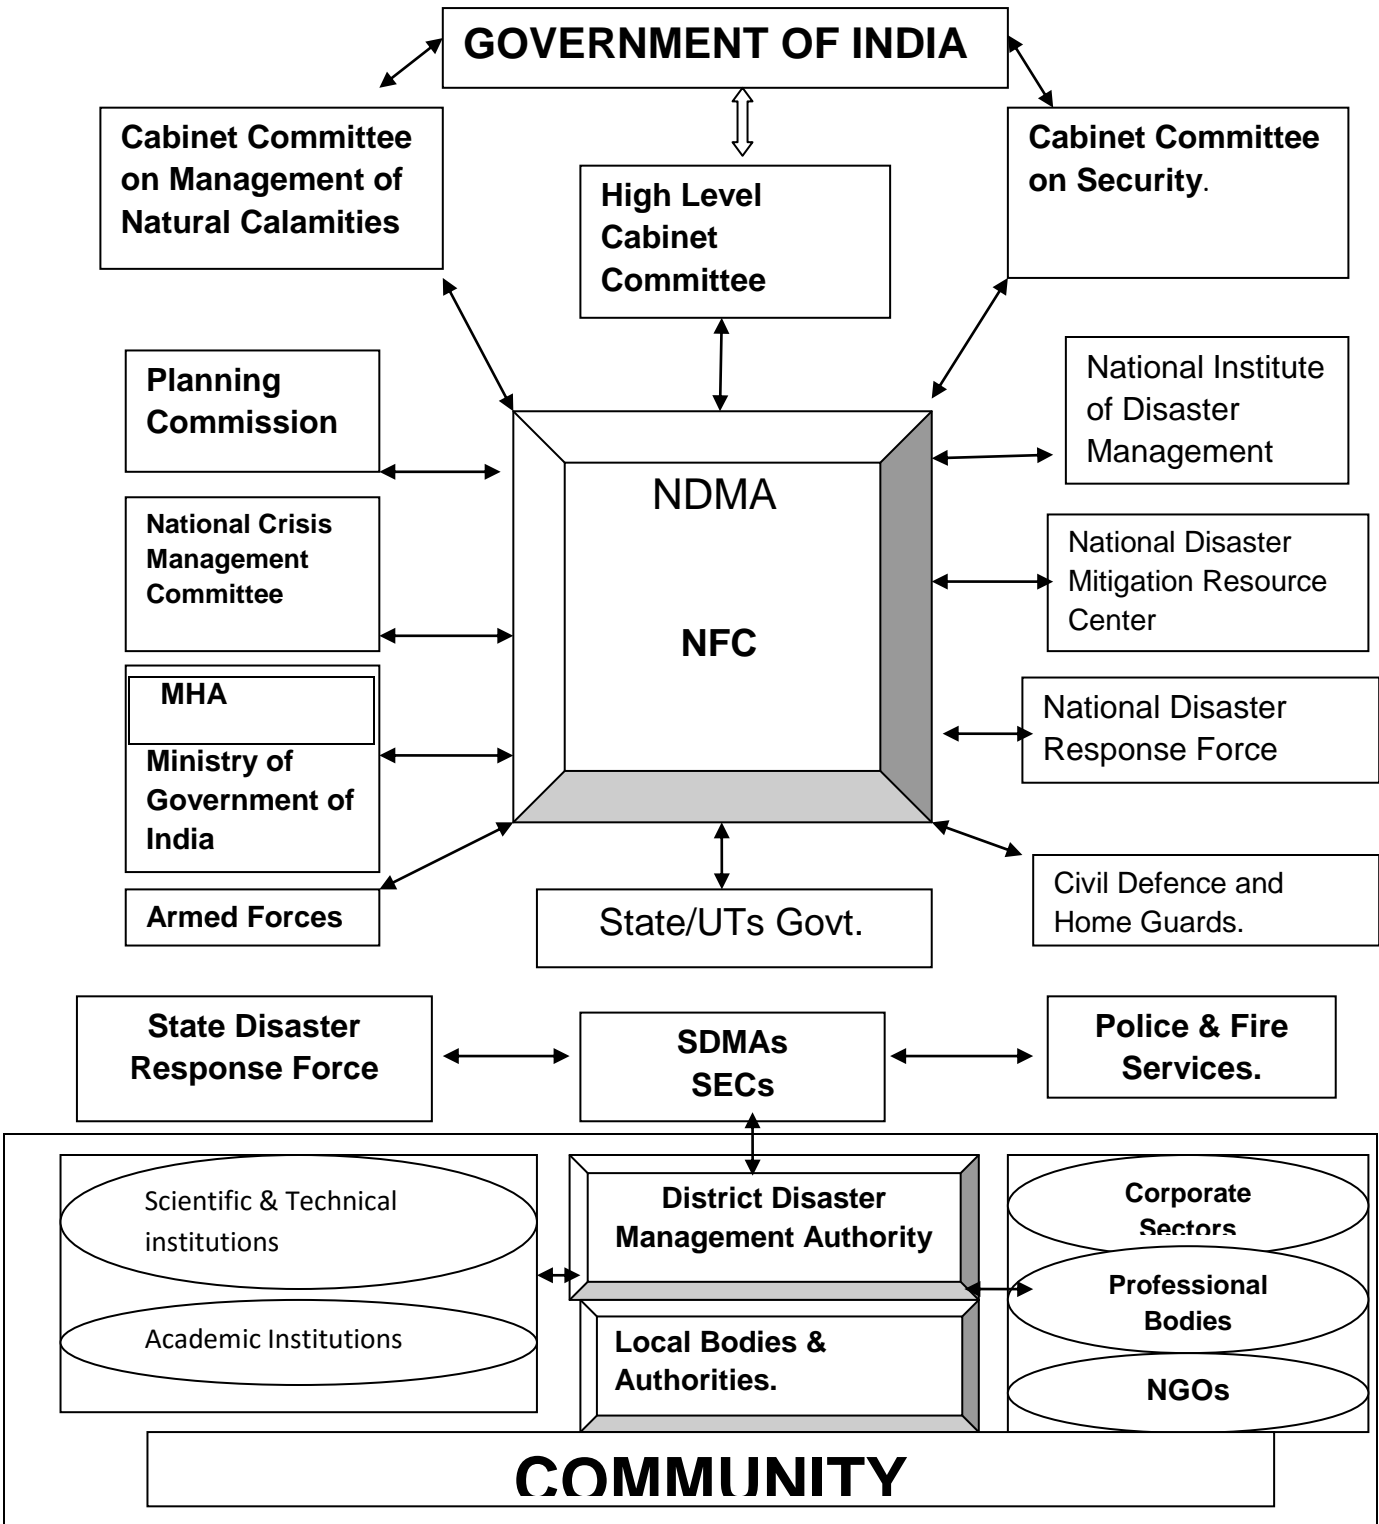 GOVERNMENT OF INDIA
Cabinet Committee
on Management of
Natural Calamities
High Level
Cabinet
Committee
Cabinet Committee
on Security.
Planning
Commission
National Institute
of Disaster
Management
NDMA
NFC
National Crisis
Management
Committee
National Disaster
Mitigation Resource
Center
MHA
Ministry of
Government of
India
National Disaster
Response Force
Armed Forces
State/UTs Govt.
Civil Defence and
Home Guards.
State Disaster
Response Force
SDMAs
SECs
Police & Fire
Services.
Scientific & Technical
institutions
Academic Institutions
District Disaster
Management Authority
Local Bodies &
Authorities.
Corporate
Sectors
Professional
Bodies
NGOs
COMMUNITY